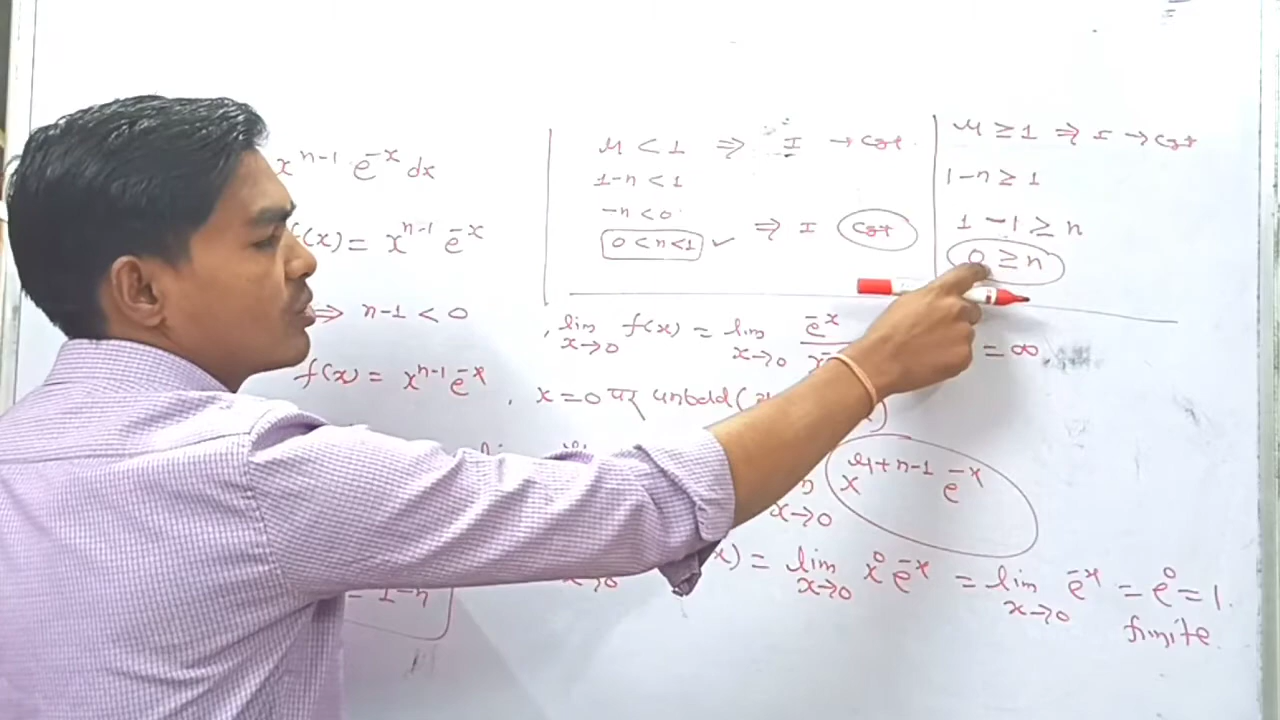 x^{n-1} e^{-x} dx
f(x) = x^{n-1} e^{-x}
⇒ n-1 < 0
f(x) = x^{n-1} e^{-x}
= 1-n
μ < 1 ⇒ I → cgt.
1-n < 1
-n < 0
0 < n < 1 ✓ ⇒ I cgt
μ ≥ 1 ⇒ I → cgt
1-n ≥ 1
1-1 ≥ n
0 ≥ n
, lim x→0 f(x) = lim x→0 e^{-x} = ∞
, x = 0 पर unbdd(
x→0 x^{μ+n-1} e^{-x}
x→0 x) = lim x→0 x^0 e^{-x} = lim x→0 e^{-x} = e^0 = 1.
finite.